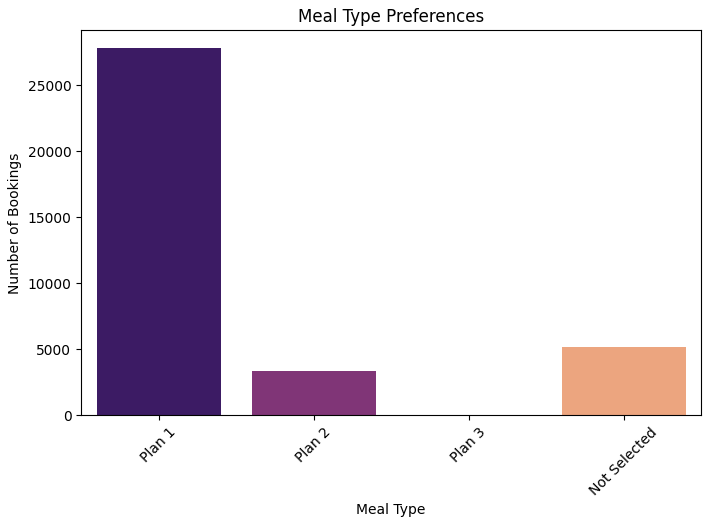 Meal Type Preferences
Number of Bookings
25000
20000
15000
10000
5000
0
Plan 1
Plan 2
Plan 3
Not Selected
Meal Type